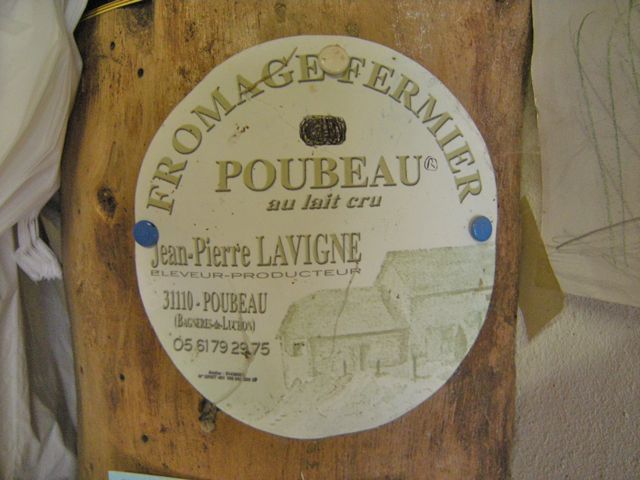 FROMAGE FERMIER
POUBEAU ®
au lait cru
Jean-Pierre LAVIGNE
ELEVEUR-PRODUCTEUR
31110 - POUBEAU
(BAGNERES-de-LUCHON)
05 61 79 29 75